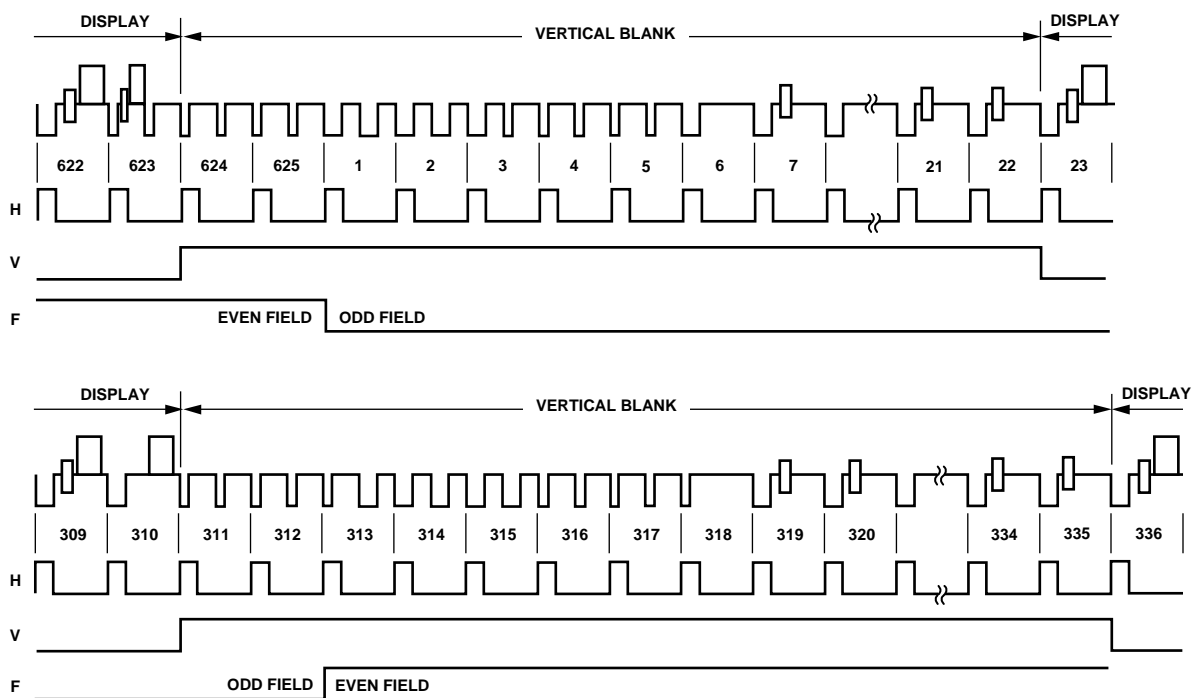 DISPLAY VERTICAL BLANK DISPLAY
622 623 624 625 1 2 3 4 5 6 7 21 22 23
H
V
F EVEN FIELD ODD FIELD
DISPLAY VERTICAL BLANK DISPLAY
309 310 311 312 313 314 315 316 317 318 319 320 334 335 336
H
V
F ODD FIELD EVEN FIELD